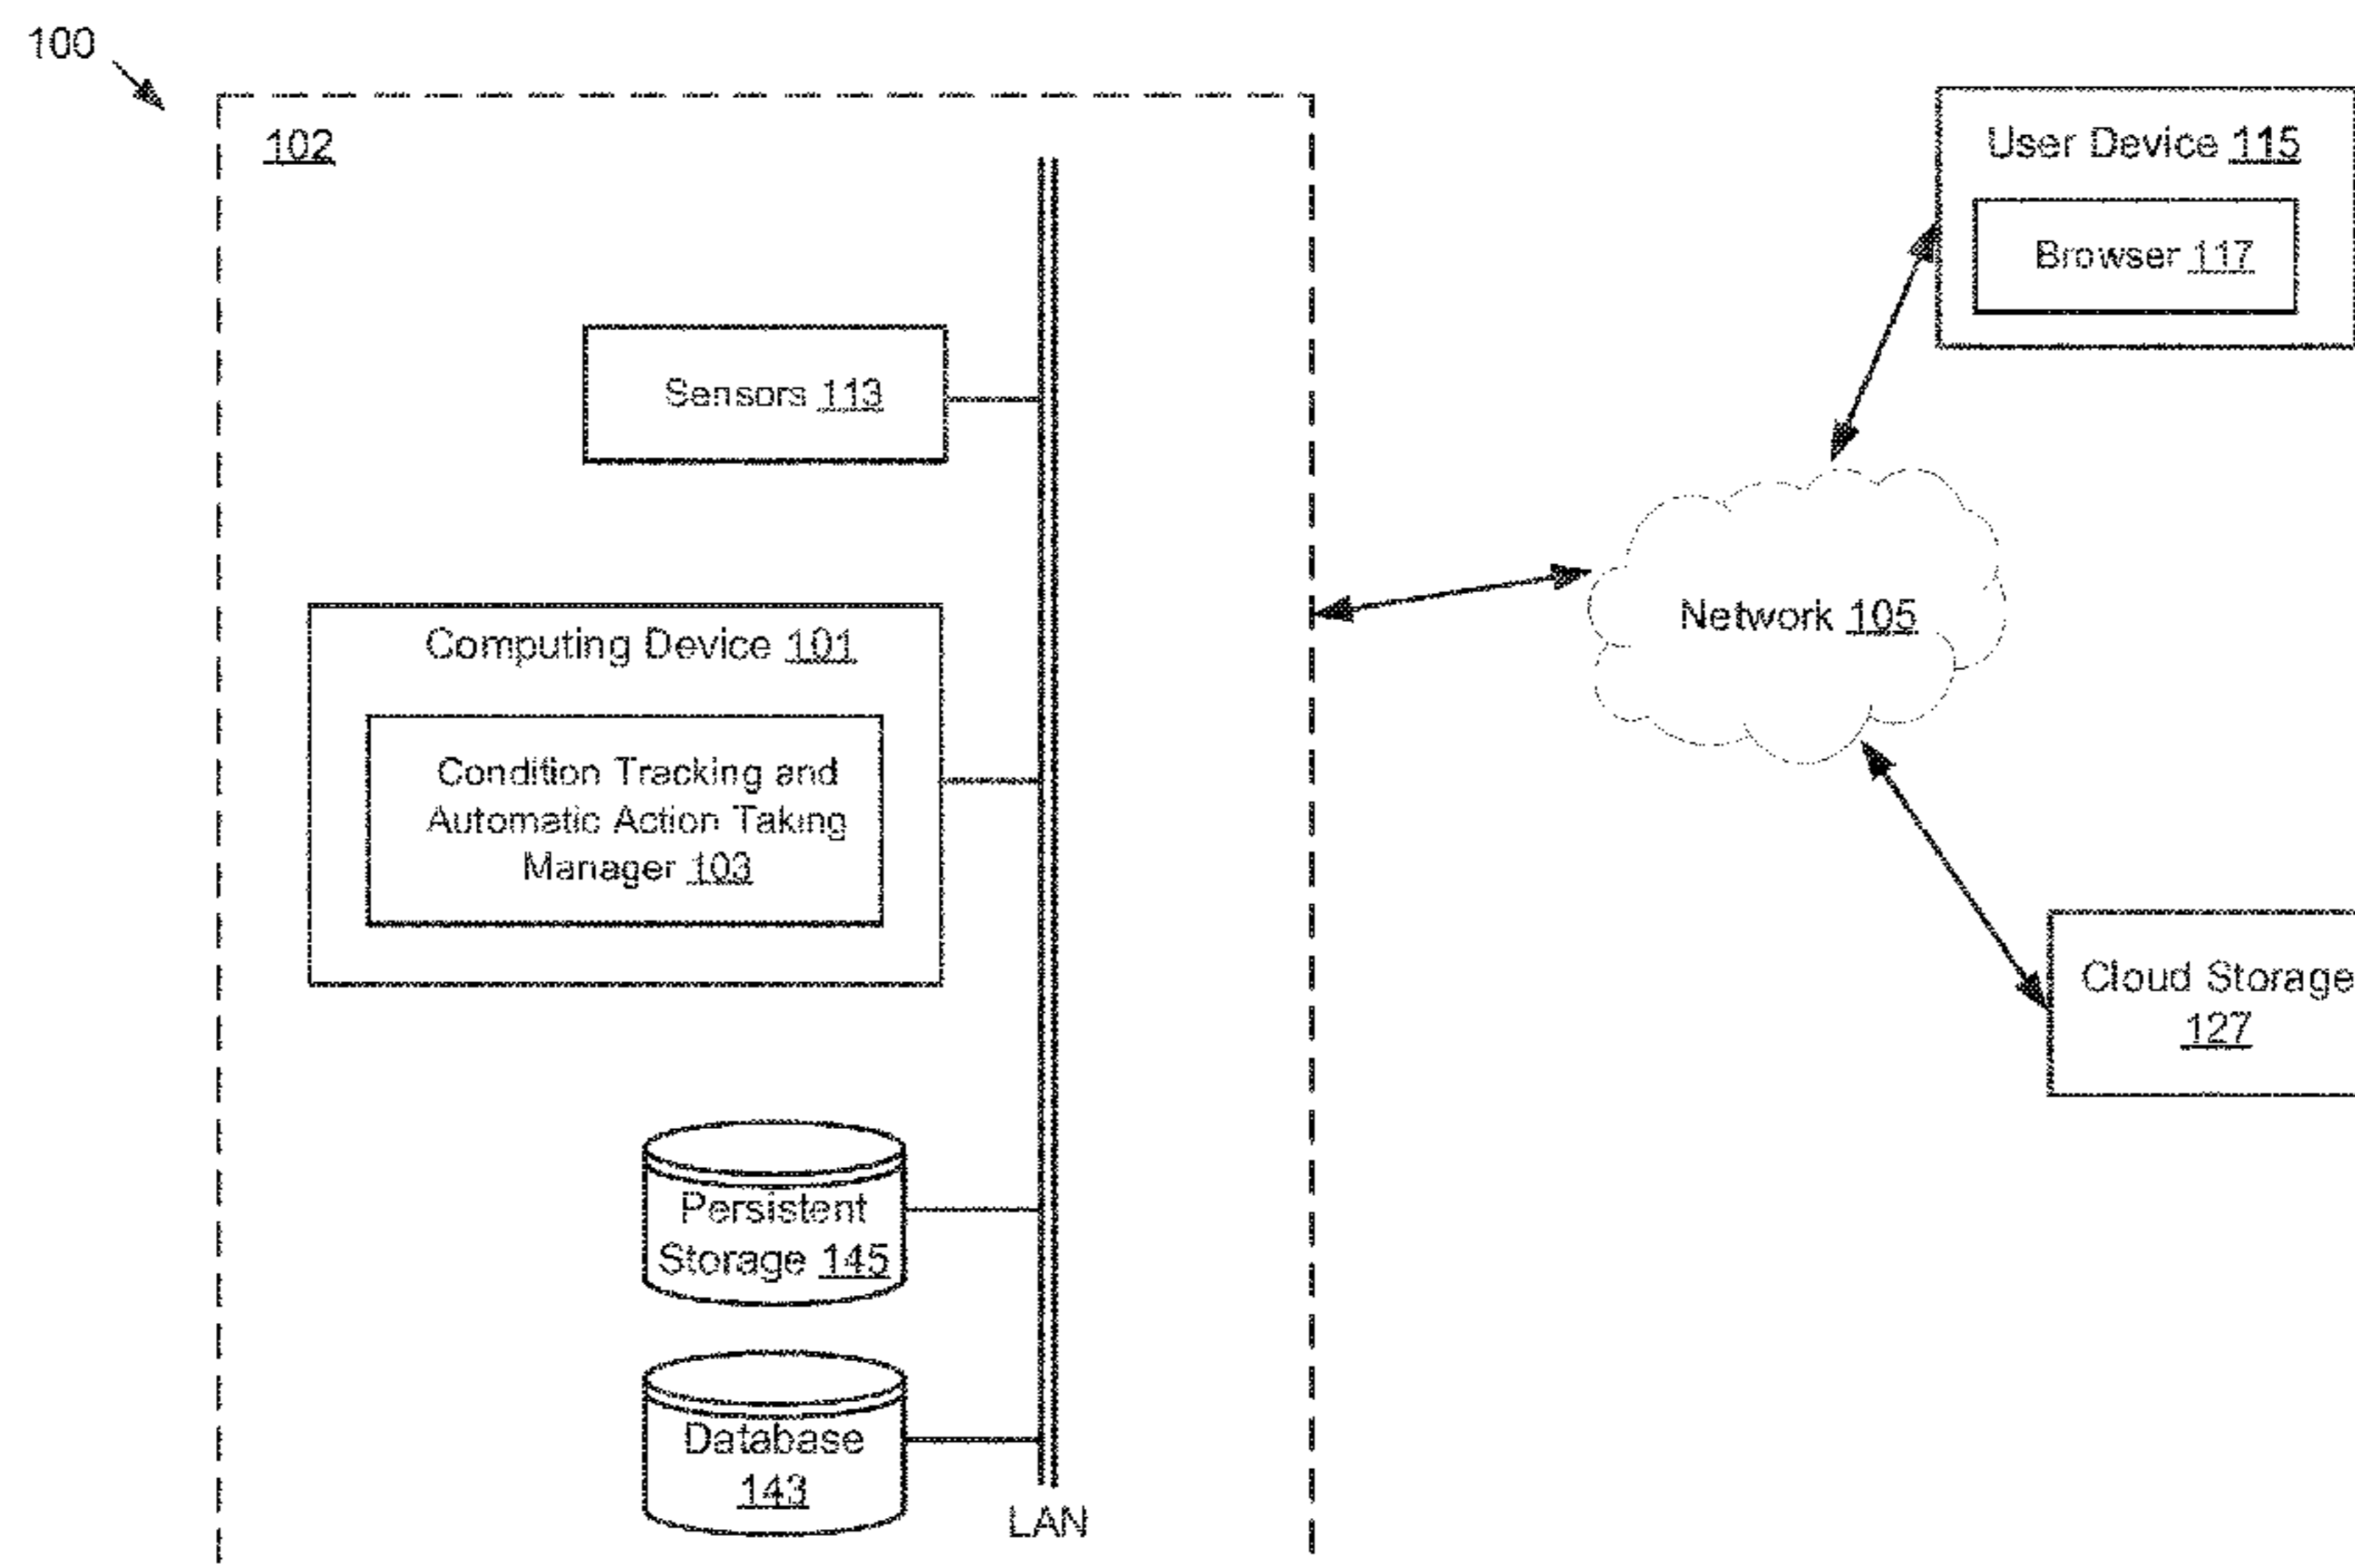 100
102
User Device 115
Browser 117
Sensors 113
Network 105
Computing Device 101
Condition Tracking and
Automatic Action Taking
Manager 103
Cloud Storage
127
Persistent
Storage 145
Database
143
LAN